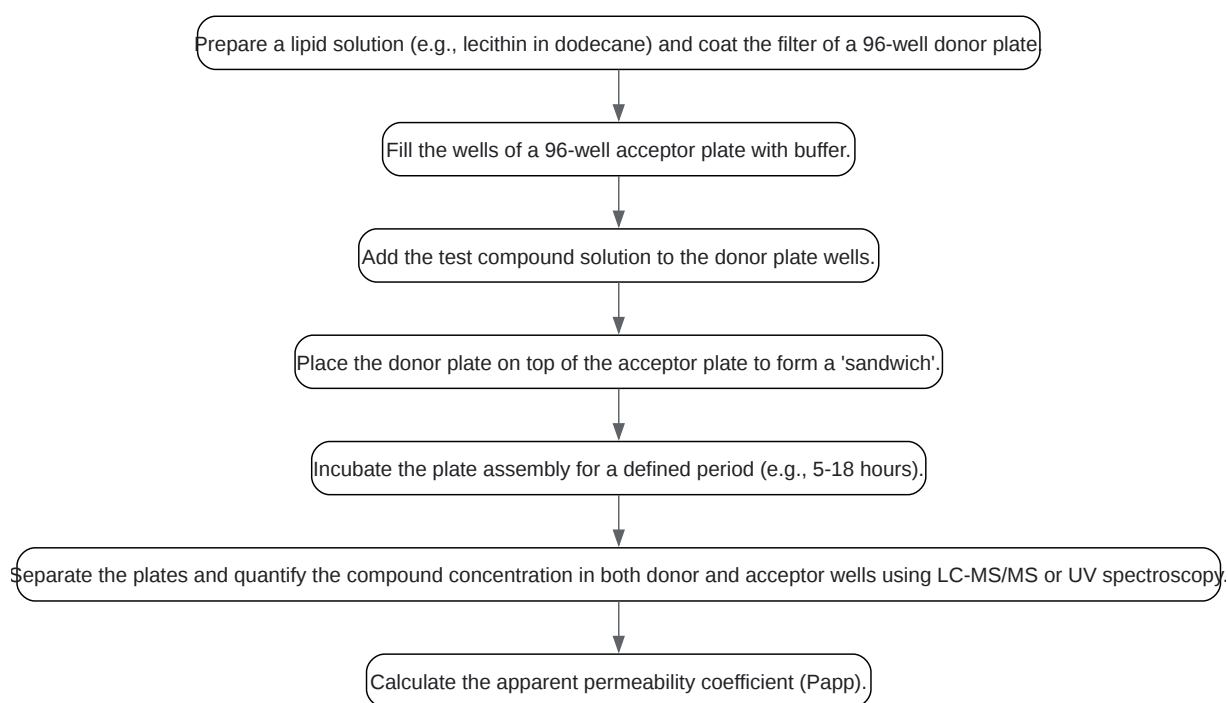 Prepare a lipid solution (e.g., lecithin in dodecane) and coat the filter of a 96-well donor plate.
Fill the wells of a 96-well acceptor plate with buffer.
Add the test compound solution to the donor plate wells.
Place the donor plate on top of the acceptor plate to form a 'sandwich'.
Incubate the plate assembly for a defined period (e.g., 5-18 hours).
Separate the plates and quantify the compound concentration in both donor and acceptor wells using LC-MS/MS or UV spectroscopy.
Calculate the apparent permeability coefficient (Papp).